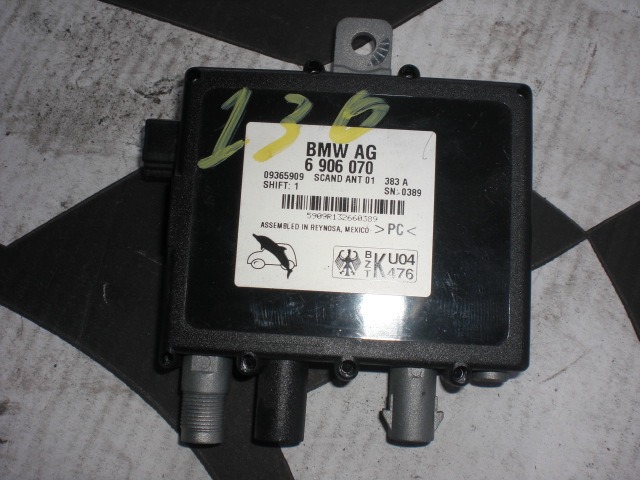 130
BMW AG
6 906 070
09365909 SCAND ANT 01 383 A
SHIFT: 1 SN: 0389
5909R132660389
ASSEMBLED IN REYNOSA, MEXICO >PC<
BZT K U04 476